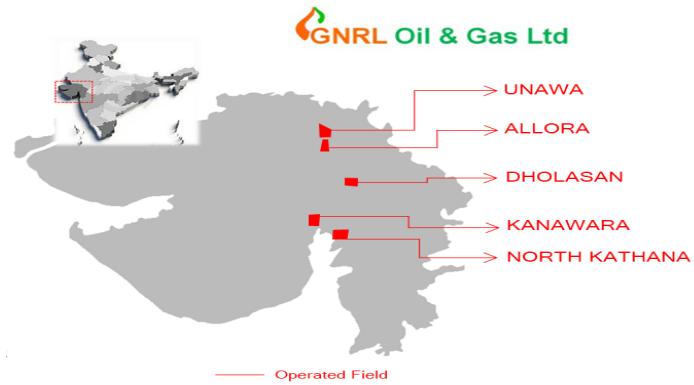 GNRL Oil & Gas Ltd
UNAWA
ALLORA
DHOLASAN
KANAWARA
NORTH KATHANA
Operated Field